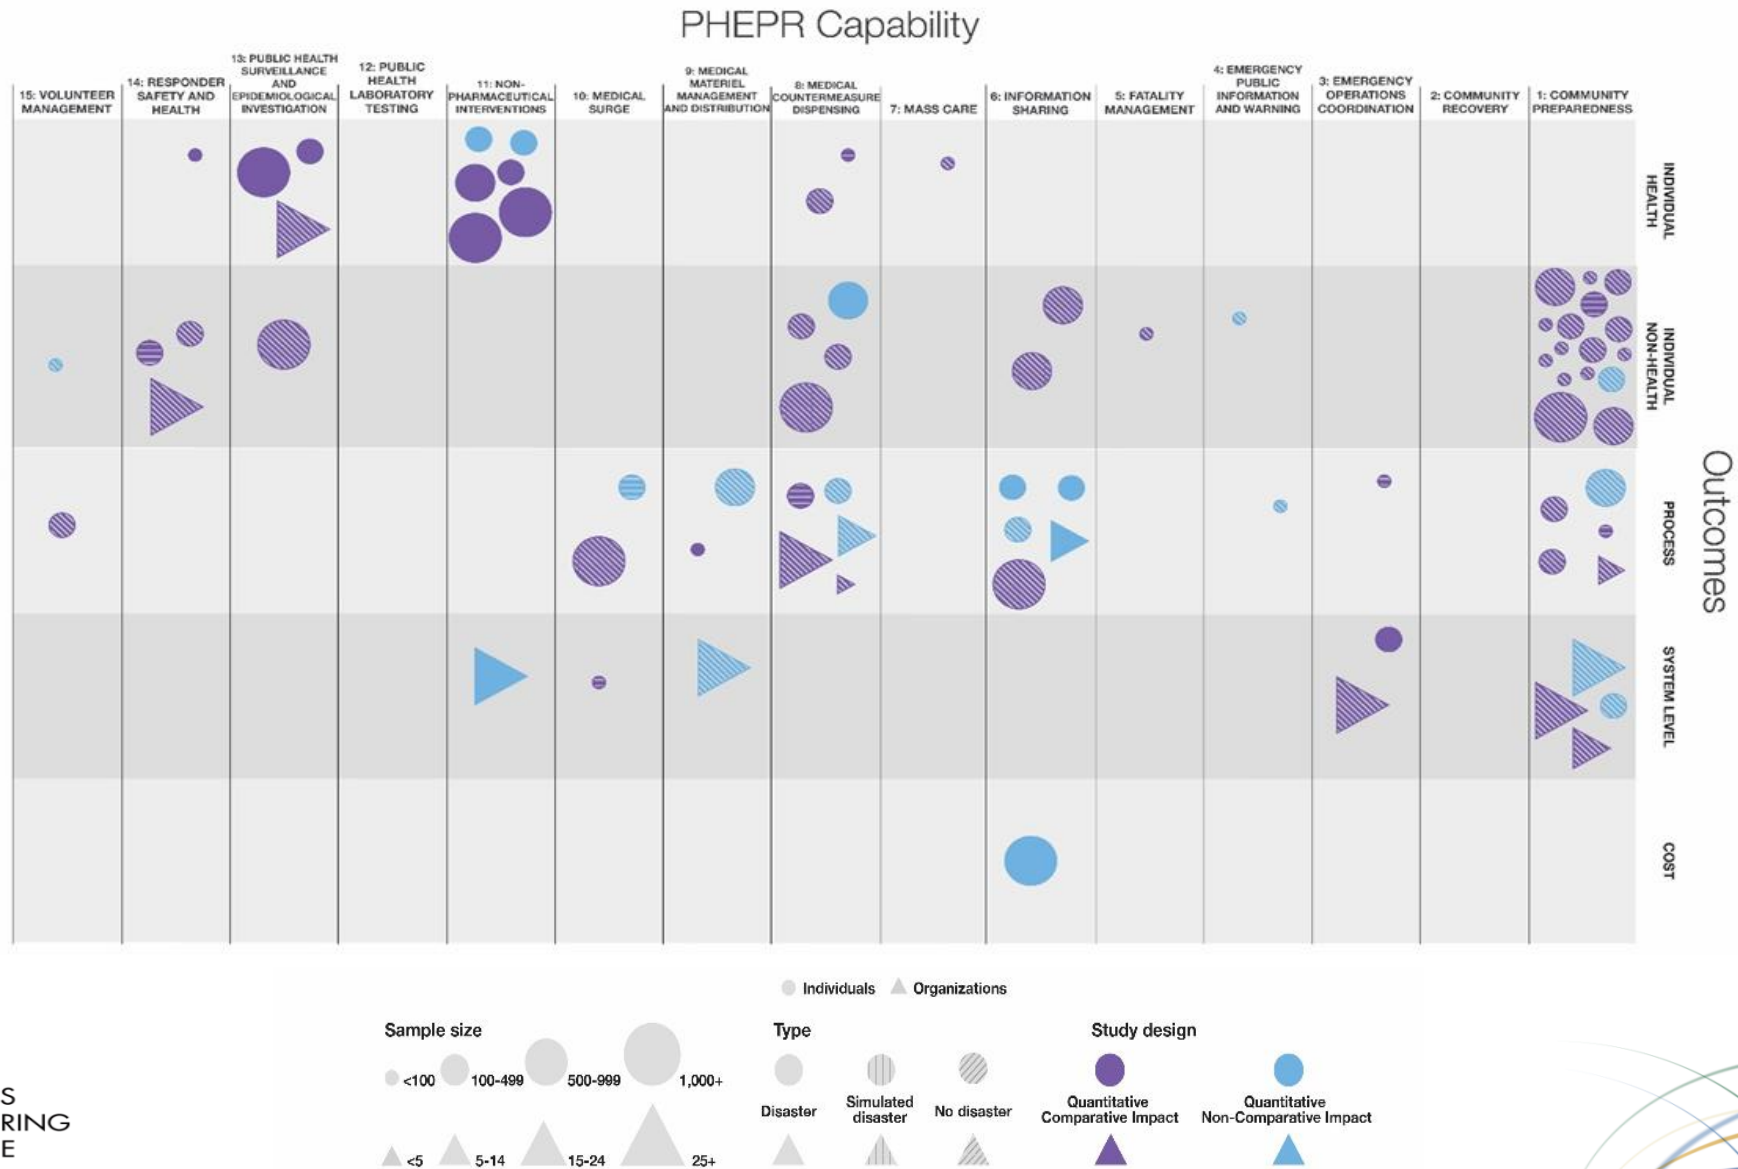 PHEPR Capability
15: VOLUNTEER
MANAGEMENT
14: RESPONDER
SAFETY AND
HEALTH
13: PUBLIC HEALTH
SURVEILLANCE
AND
EPIDEMIOLOGICAL
INVESTIGATION
12: PUBLIC
HEALTH
LABORATORY
TESTING
11: NON-
PHARMACEUTICAL
INTERVENTIONS
10: MEDICAL
SURGE
9: MEDICAL
MATERIEL
MANAGEMENT
AND DISTRIBUTION
8: MEDICAL
COUNTERMEASURE
DISPENSING
7: MASS CARE
6: INFORMATION
SHARING
5: FATALITY
MANAGEMENT
4: EMERGENCY
PUBLIC
INFORMATION
AND WARNING
3: EMERGENCY
OPERATIONS
COORDINATION
2: COMMUNITY
RECOVERY
1: COMMUNITY
PREPAREDNESS
INDIVIDUAL
HEALTH
INDIVIDUAL
NON-HEALTH
PROCESS
SYSTEM LEVEL
COST
Outcomes
Individuals
Organizations
Sample size
<100
100-499
500-999
1,000+
<5
5-14
15-24
25+
Type
Disaster
Simulated
disaster
No disaster
Study design
Quantitative
Comparative Impact
Quantitative
Non-Comparative Impact
S
RING
E